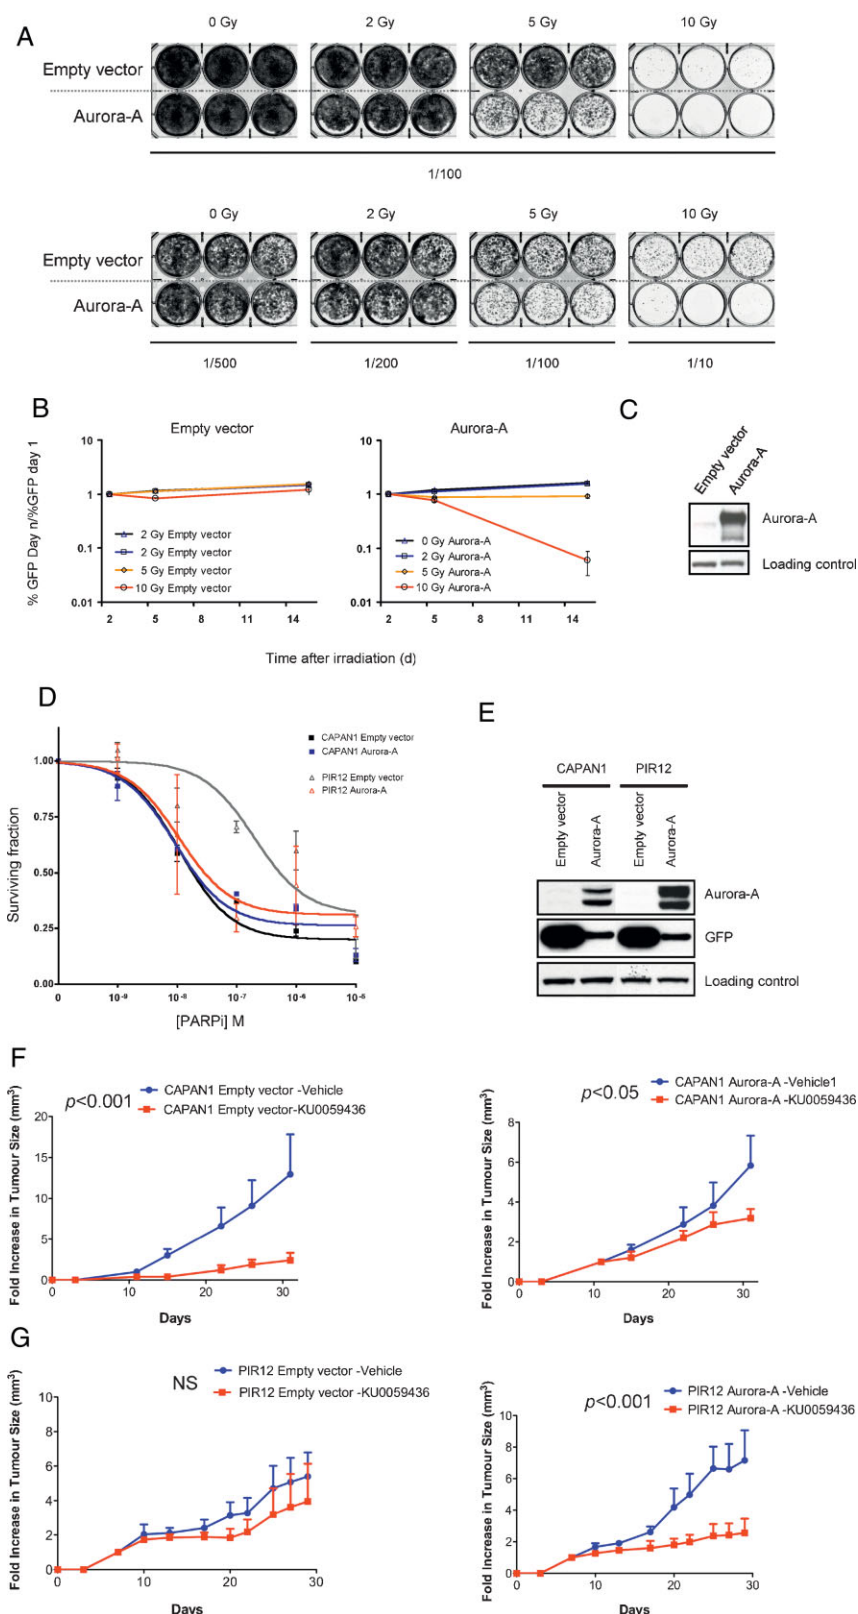 A
0 Gy 2 Gy 5 Gy 10 Gy
Empty vector
Aurora-A
1/100
0 Gy 2 Gy 5 Gy 10 Gy
Empty vector
Aurora-A
1/500 1/200 1/100 1/10
B
Empty vector
% GFP Day n/%GFP day 1
10
1
0.1
0.01
2 Gy Empty vector
2 Gy Empty vector
5 Gy Empty vector
10 Gy Empty vector
2 5 8 11 14
Aurora-A
10
1
0.1
0.01
0 Gy Aurora-A
2 Gy Aurora-A
5 Gy Aurora-A
10 Gy Aurora-A
2 5 8 11 14
Time after irradiation (d)
C
Empty vector
Aurora-A
Aurora-A
Loading control
D
CAPAN1 Empty vector
CAPAN1 Aurora-A
PIR12 Empty vector
PIR12 Aurora-A
Surviving fraction
1.00
0.75
0.50
0.25
0.00
0 10-9 10-8 10-7 10-6 10-5
[PARPi] M
E
CAPAN1 PIR12
Empty vector
Aurora-A
Empty vector
Aurora-A
Aurora-A
GFP
Loading control
F
p<0.001
CAPAN1 Empty vector -Vehicle
CAPAN1 Empty vector-KU0059436
Fold Increase in Tumour Size (mm3)
20
15
10
5
0
0 10 20 30
Days
p<0.05
CAPAN1 Aurora-A -Vehicle1
CAPAN1 Aurora-A -KU0059436
Fold Increase in Tumour Size (mm3)
8
6
4
2
0
0 10 20 30
Days
G
NS
PIR12 Empty vector -Vehicle
PIR12 Empty vector -KU0059436
Fold Increase in Tumour Size (mm3)
10
8
6
4
2
0
0 10 20 30
Days
p<0.001
PIR12 Aurora-A -Vehicle
PIR12 Aurora-A -KU0059436
Fold Increase in Tumour Size (mm3)
10
8
6
4
2
0
0 10 20 30
Days